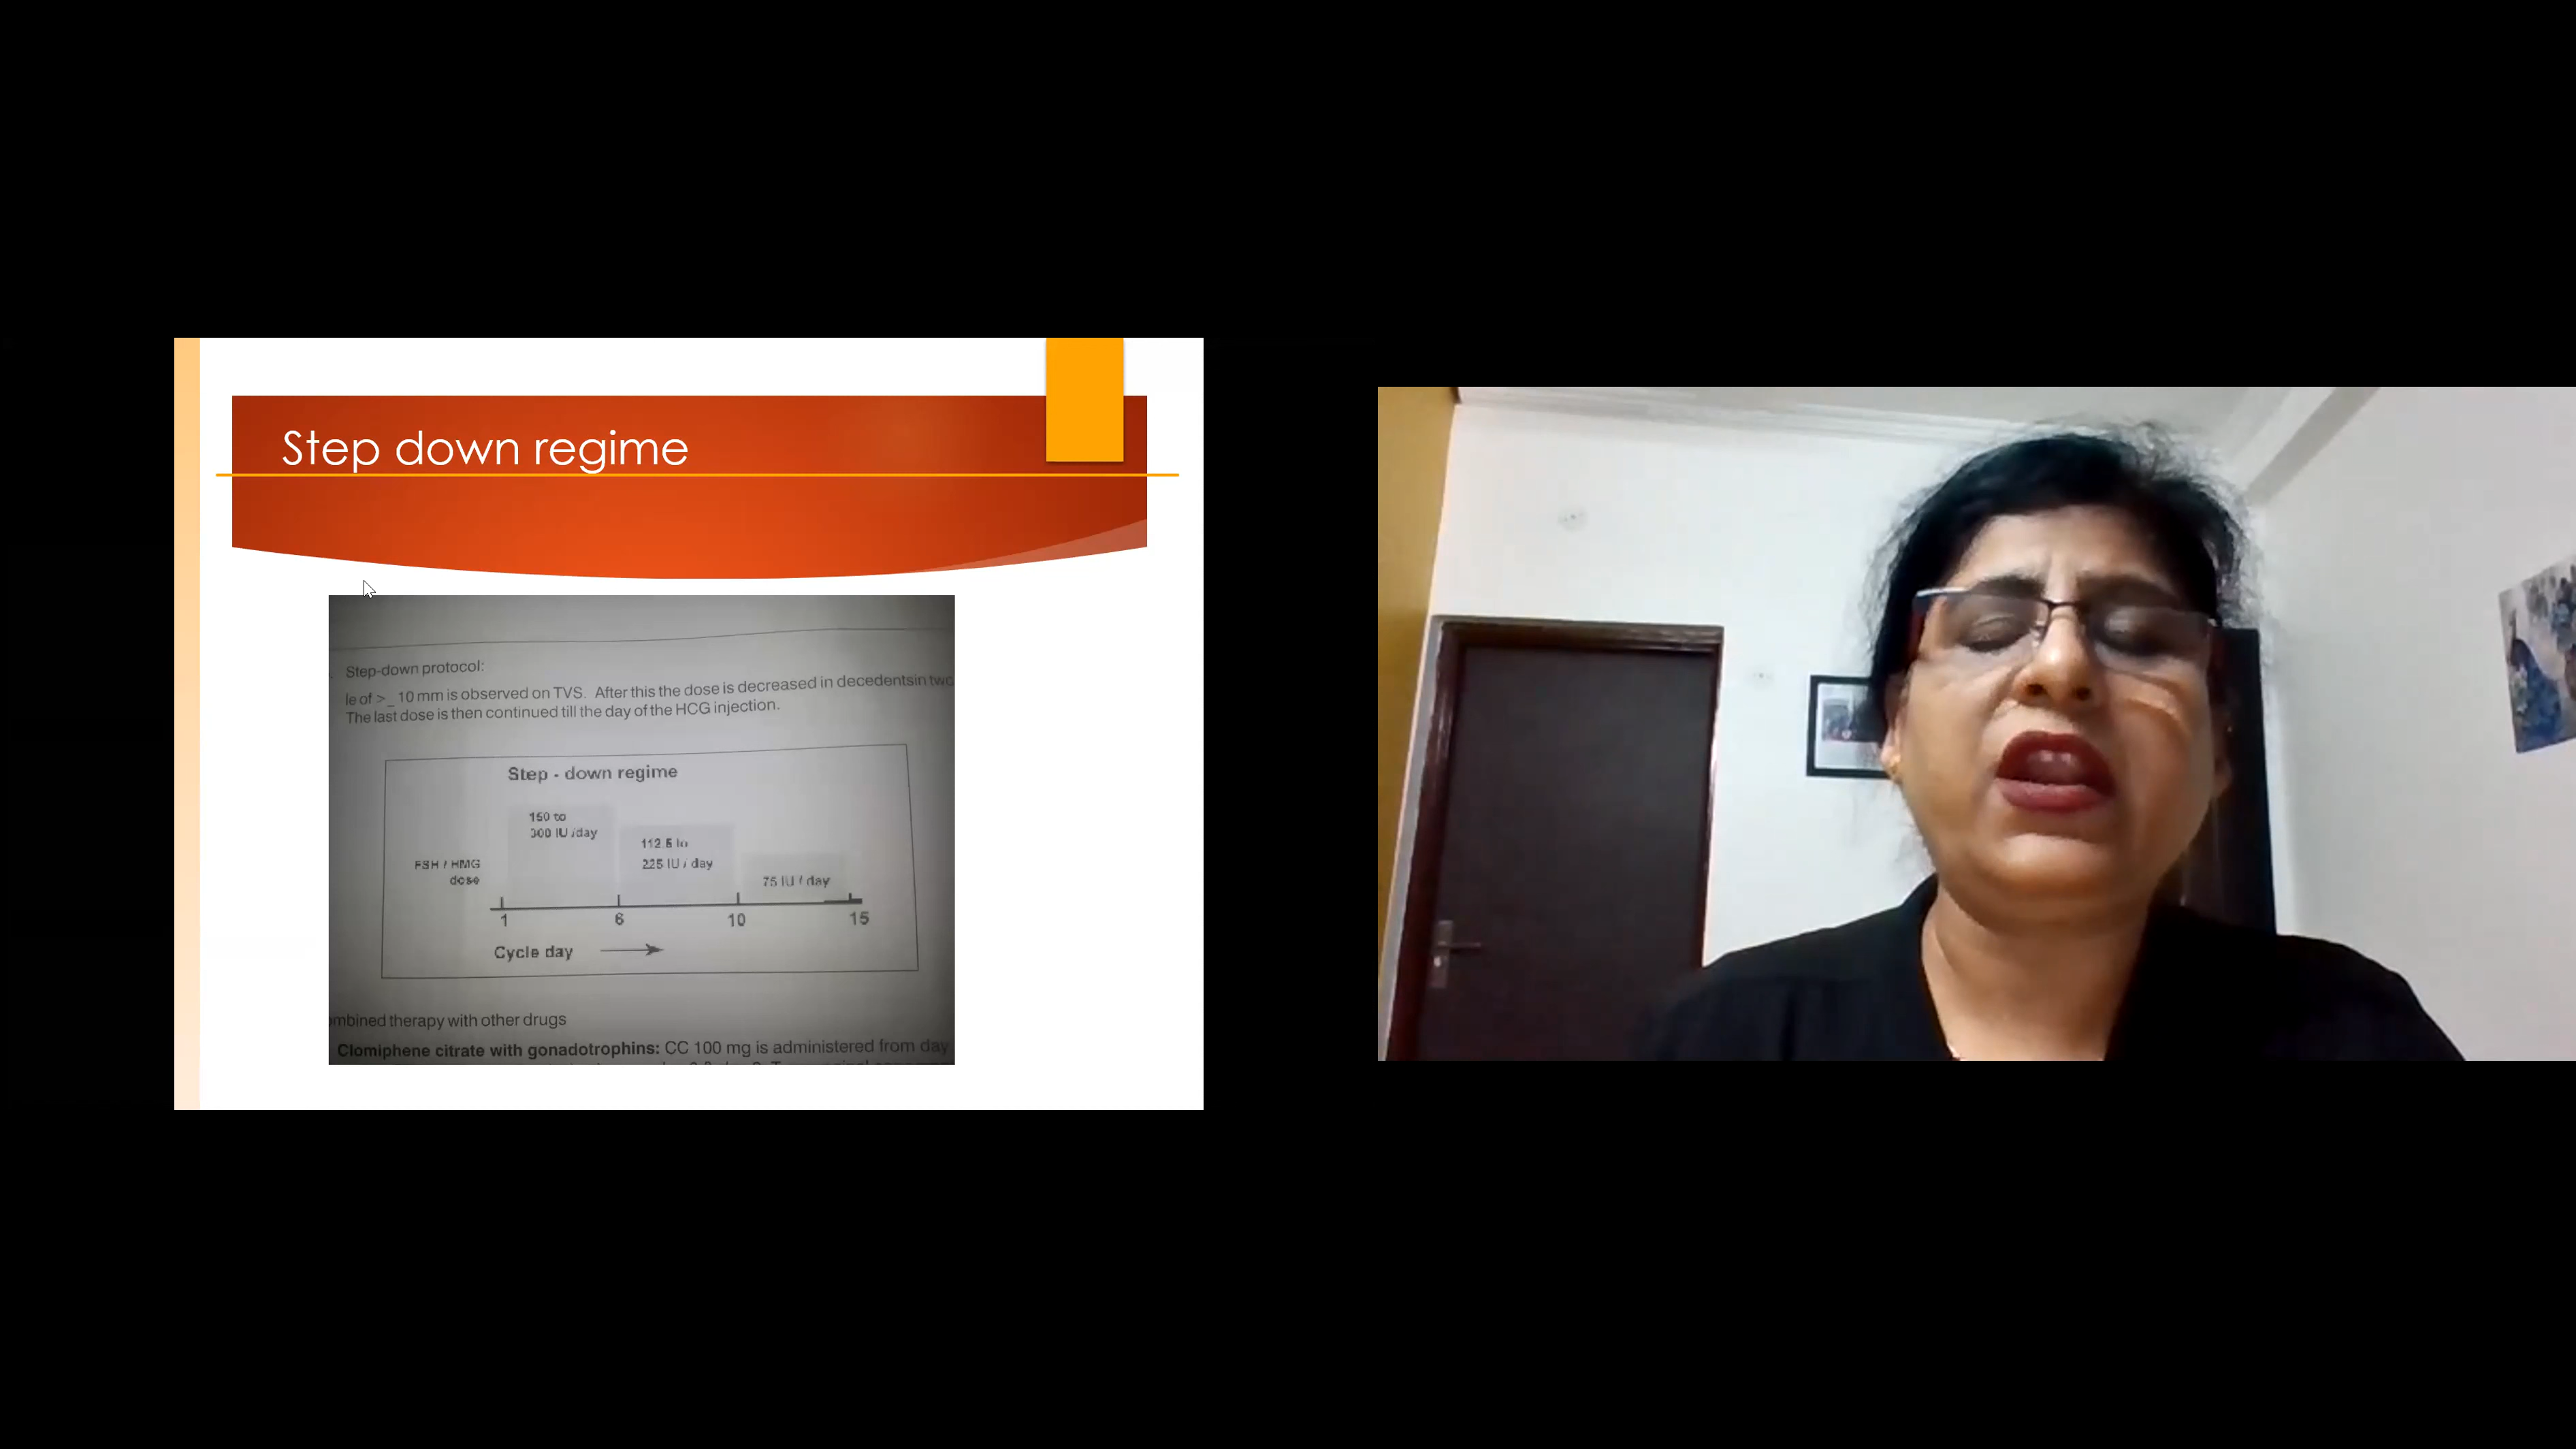 Step down regime
Step-down protocol:
le of >_ 10 mm is observed on TVS. After this the dose is decreased in decedentsin two
The last dose is then continued till the day of the HCG injection.
Step - down regime
150 to
300 IU /day
112.5 to
225 IU / day
FSH / HMG
dose
75 IU / day
1 6 10 15
Cycle day
mbined therapy with other drugs
Clomiphene citrate with gonadotrophins: CC 100 mg is administered from day